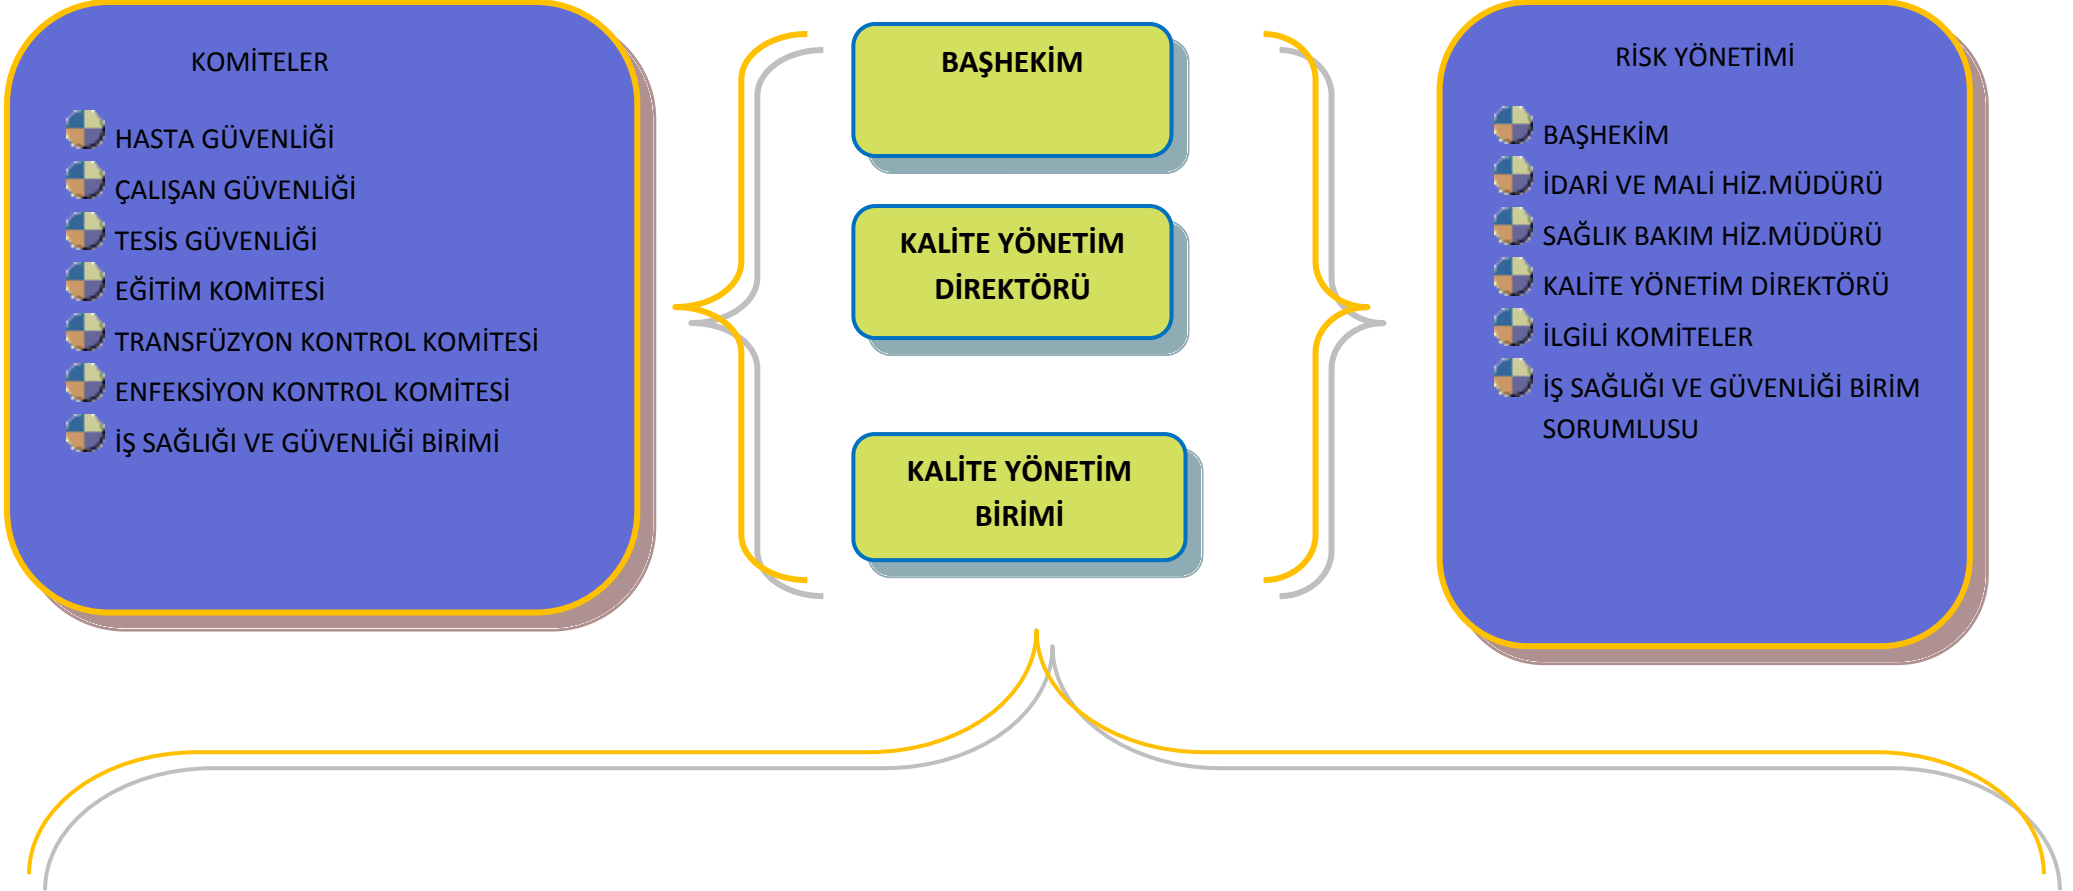 KOMİTELER
HASTA GÜVENLİĞİ
ÇALIŞAN GÜVENLİĞİ
TESİS GÜVENLİĞİ
EĞİTİM KOMİTESİ
TRANSFÜZYON KONTROL KOMİTESİ
ENFEKSİYON KONTROL KOMİTESİ
İŞ SAĞLIĞI VE GÜVENLİĞİ BİRİMİ
BAŞHEKİM
KALİTE YÖNETİM
DİREKTÖRÜ
KALİTE YÖNETİM
BİRİMİ
RİSK YÖNETİMİ
BAŞHEKİM
İDARİ VE MALİ HİZ.MÜDÜRÜ
SAĞLIK BAKIM HİZ.MÜDÜRÜ
KALİTE YÖNETİM DİREKTÖRÜ
İLGİLİ KOMİTELER
İŞ SAĞLIĞI VE GÜVENLİĞİ BİRİM
SORUMLUSU